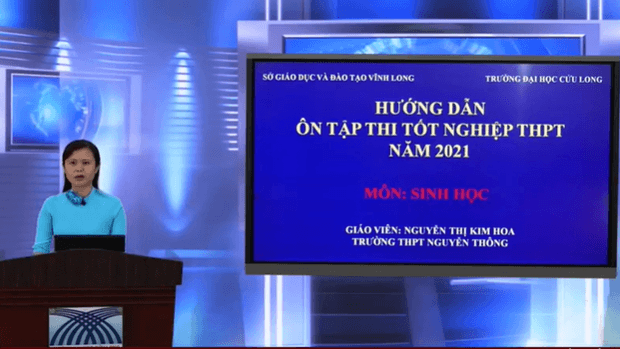 SỞ GIÁO DỤC VÀ ĐÀO TẠO VĨNH LONG
TRƯỜNG ĐẠI HỌC CỬU LONG
HƯỚNG DẪN
ÔN TẬP THI TỐT NGHIỆP THPT
NĂM 2021
MÔN: SINH HỌC
GIÁO VIÊN: NGUYỄN THỊ KIM HOA
TRƯỜNG THPT NGUYỄN THÔNG